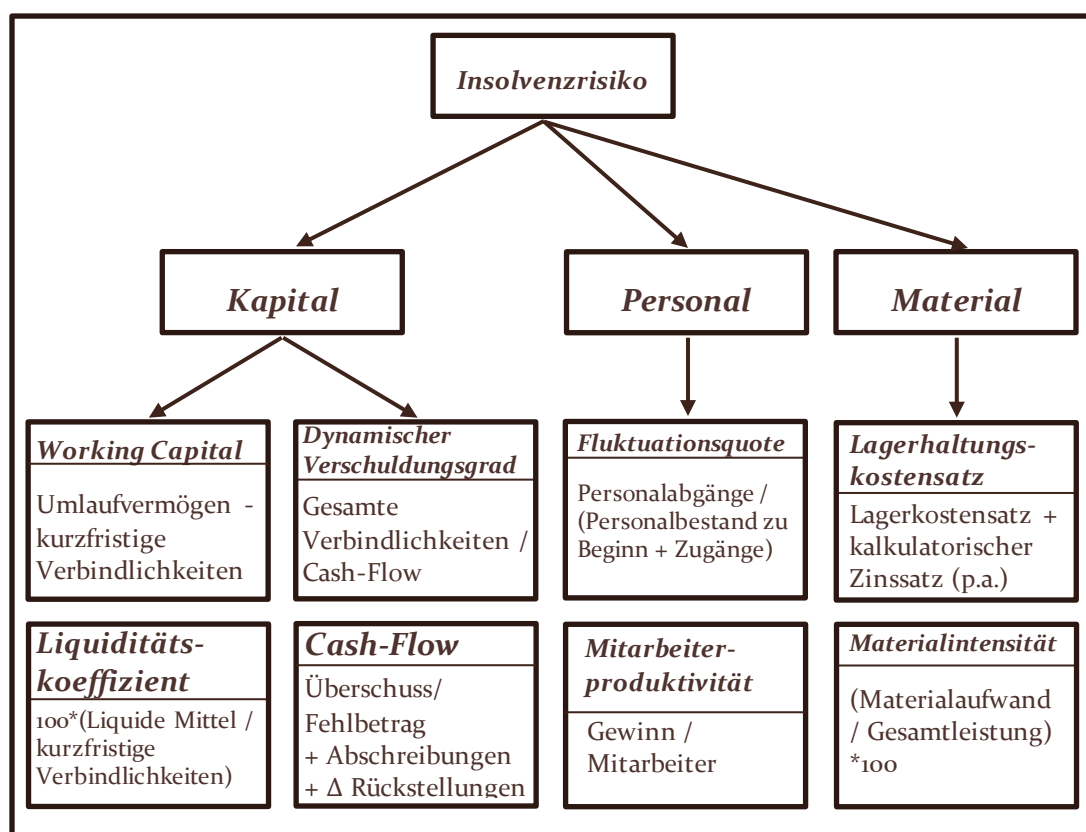 Insolvenzrisiko
Kapital
Personal
Material
Working Capital
Umlaufvermögen -
kurzfristige
Verbindlichkeiten
Dynamischer
Verschuldungsgrad
Gesamte
Verbindlichkeiten /
Cash-Flow
Fluktuationsquote
Personalabgänge /
(Personalbestand zu
Beginn + Zugänge)
Lagerhaltungs-
kostensatz
Lagerkostensatz +
kalkulatorischer
Zinssatz (p.a.)
Liquiditäts-
koeffizient
100*(Liquide Mittel /
kurzfristige
Verbindlichkeiten)
Cash-Flow
Überschuss/
Fehlbetrag
+ Abschreibungen
+ Δ Rückstellungen
Mitarbeiter-
produktivität
Gewinn /
Mitarbeiter
Materialintensität
(Materialaufwand
/ Gesamtleistung)
*100